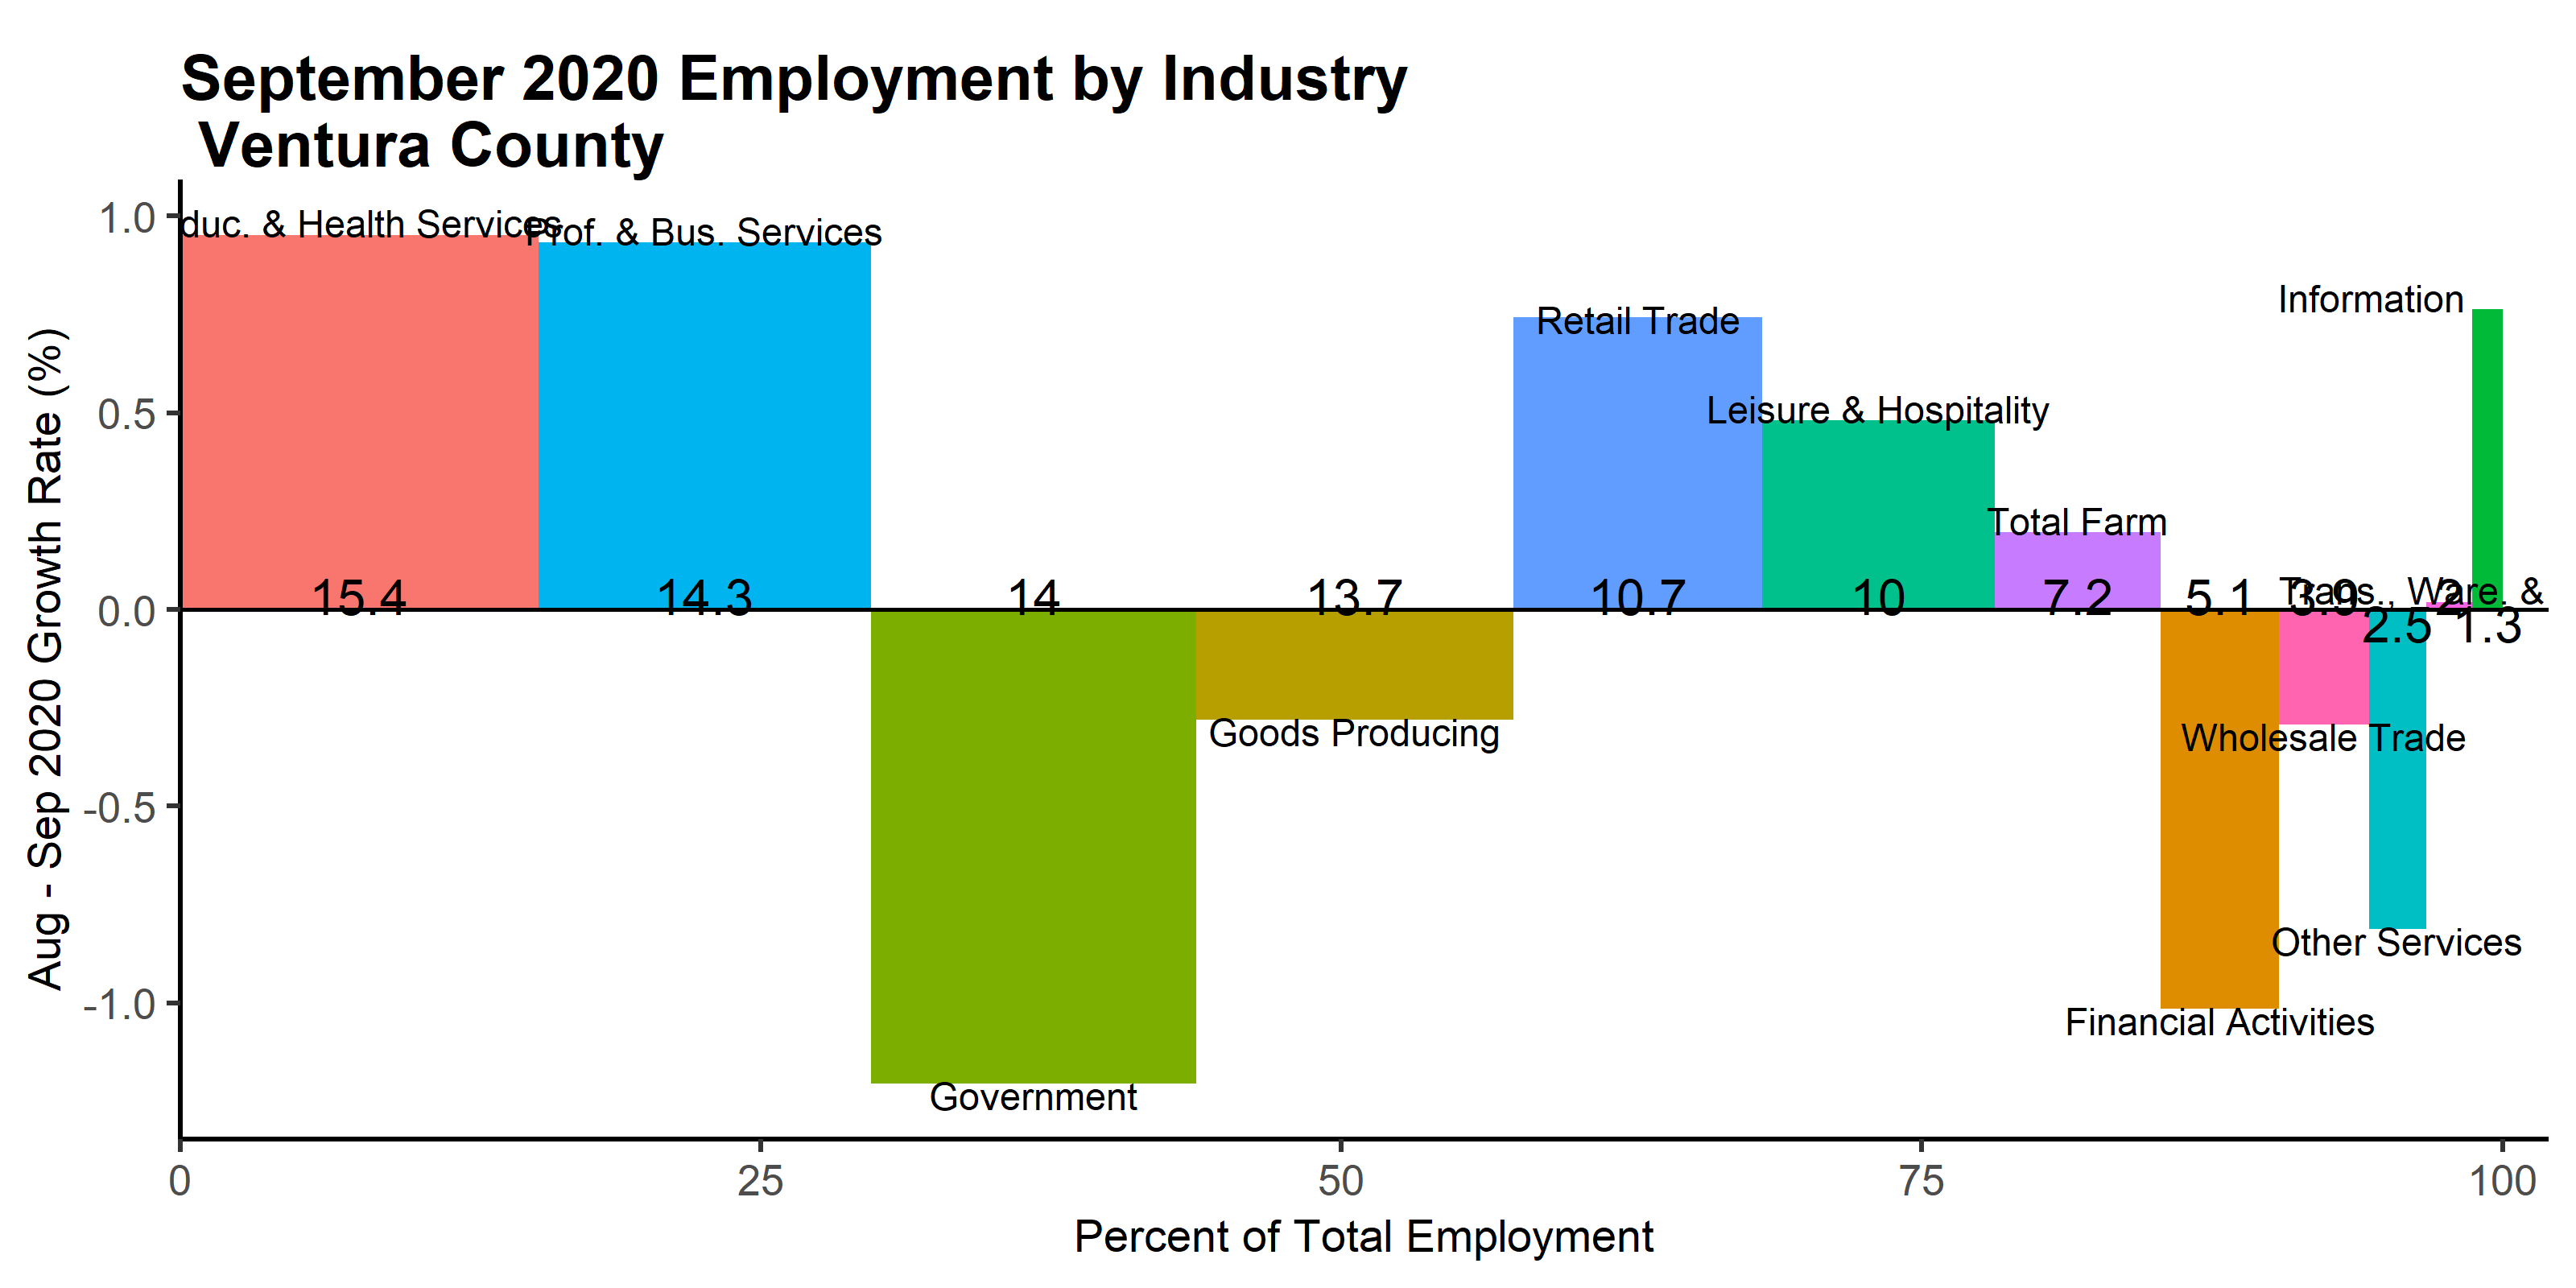 September 2020 Employment by Industry
Ventura County
Aug - Sep 2020 Growth Rate (%)
1.0
0.5
0.0
-0.5
-1.0
duc. & Health Services
Prof. & Bus. Services
Information
Retail Trade
Leisure & Hospitality
Total Farm
Trans., Ware. &
15.4
14.3
14
13.7
10.7
10
7.2
5.1
3.9
2
2.5
1.3
Goods Producing
Wholesale Trade
Other Services
Financial Activities
Government
0
25
50
75
100
Percent of Total Employment